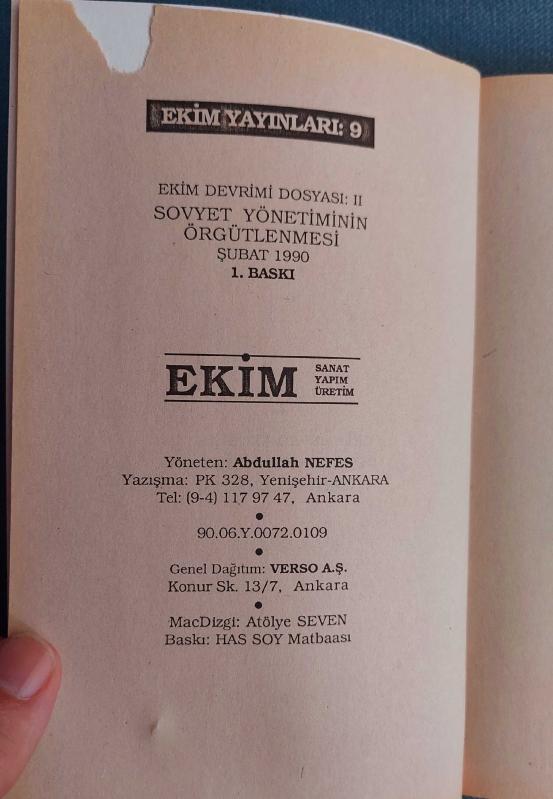 EKİM YAYINLARI: 9
EKİM DEVRİMİ DOSYASI: II
SOVYET YÖNETİMİNİN
ÖRGÜTLENMESİ
ŞUBAT 1990
1. BASKI
EKİM
SANAT
YAPIM
ÜRETİM
Yöneten: Abdullah NEFES
Yazışma: PK 328, Yenişehir-ANKARA
Tel: (9-4) 117 97 47, Ankara
90.06.Y.0072.0109
Genel Dağıtım: VERSO A.Ş.
Konur Sk. 13/7, Ankara
MacDizgi: Atölye SEVEN
Baskı: HAS SOY Matbaası